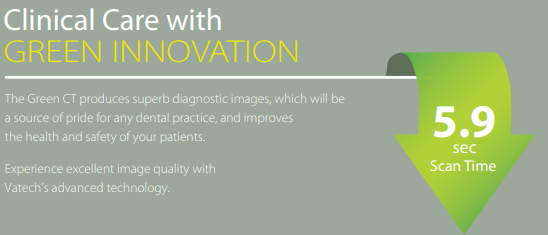 Clinical Care with
GREEN INNOVATION
The Green CT produces superb diagnostic images, which will be
a source of pride for any dental practice, and improves
the health and safety of your patients.
Experience excellent image quality with
Vatech's advanced technology.
5.9
sec
Scan Time